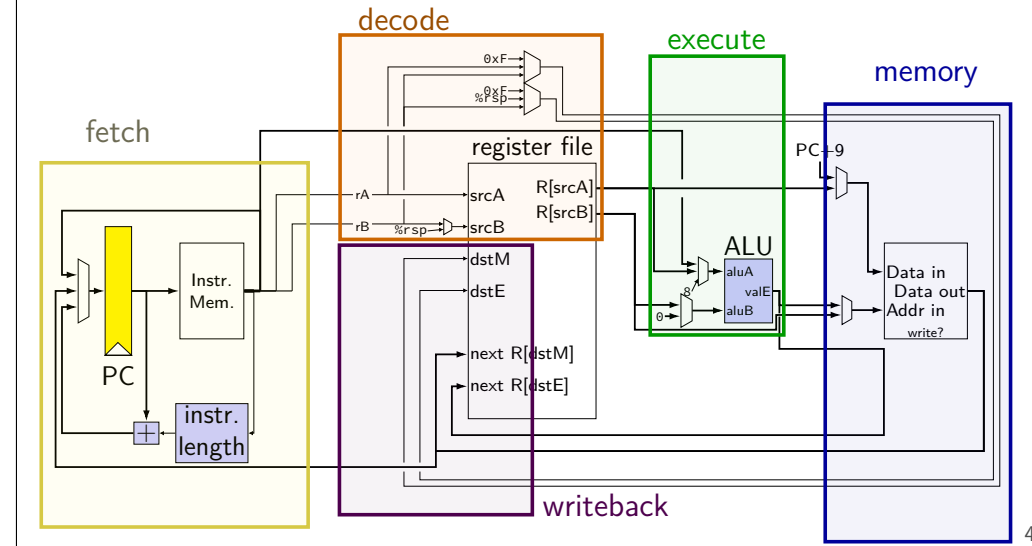 decode
execute
memory
fetch
writeback
0xF
0xF
%rsp
register file
PC+9
rA
srcA
R[srcA]
rB
%rsp
srcB
R[srcB]
dstM
dstE
next R[dstM]
next R[dstE]
Instr.
Mem.
PC
+
instr.
length
ALU
aluA
valE
aluB
8
0
Data in
Data out
Addr in
write?
4